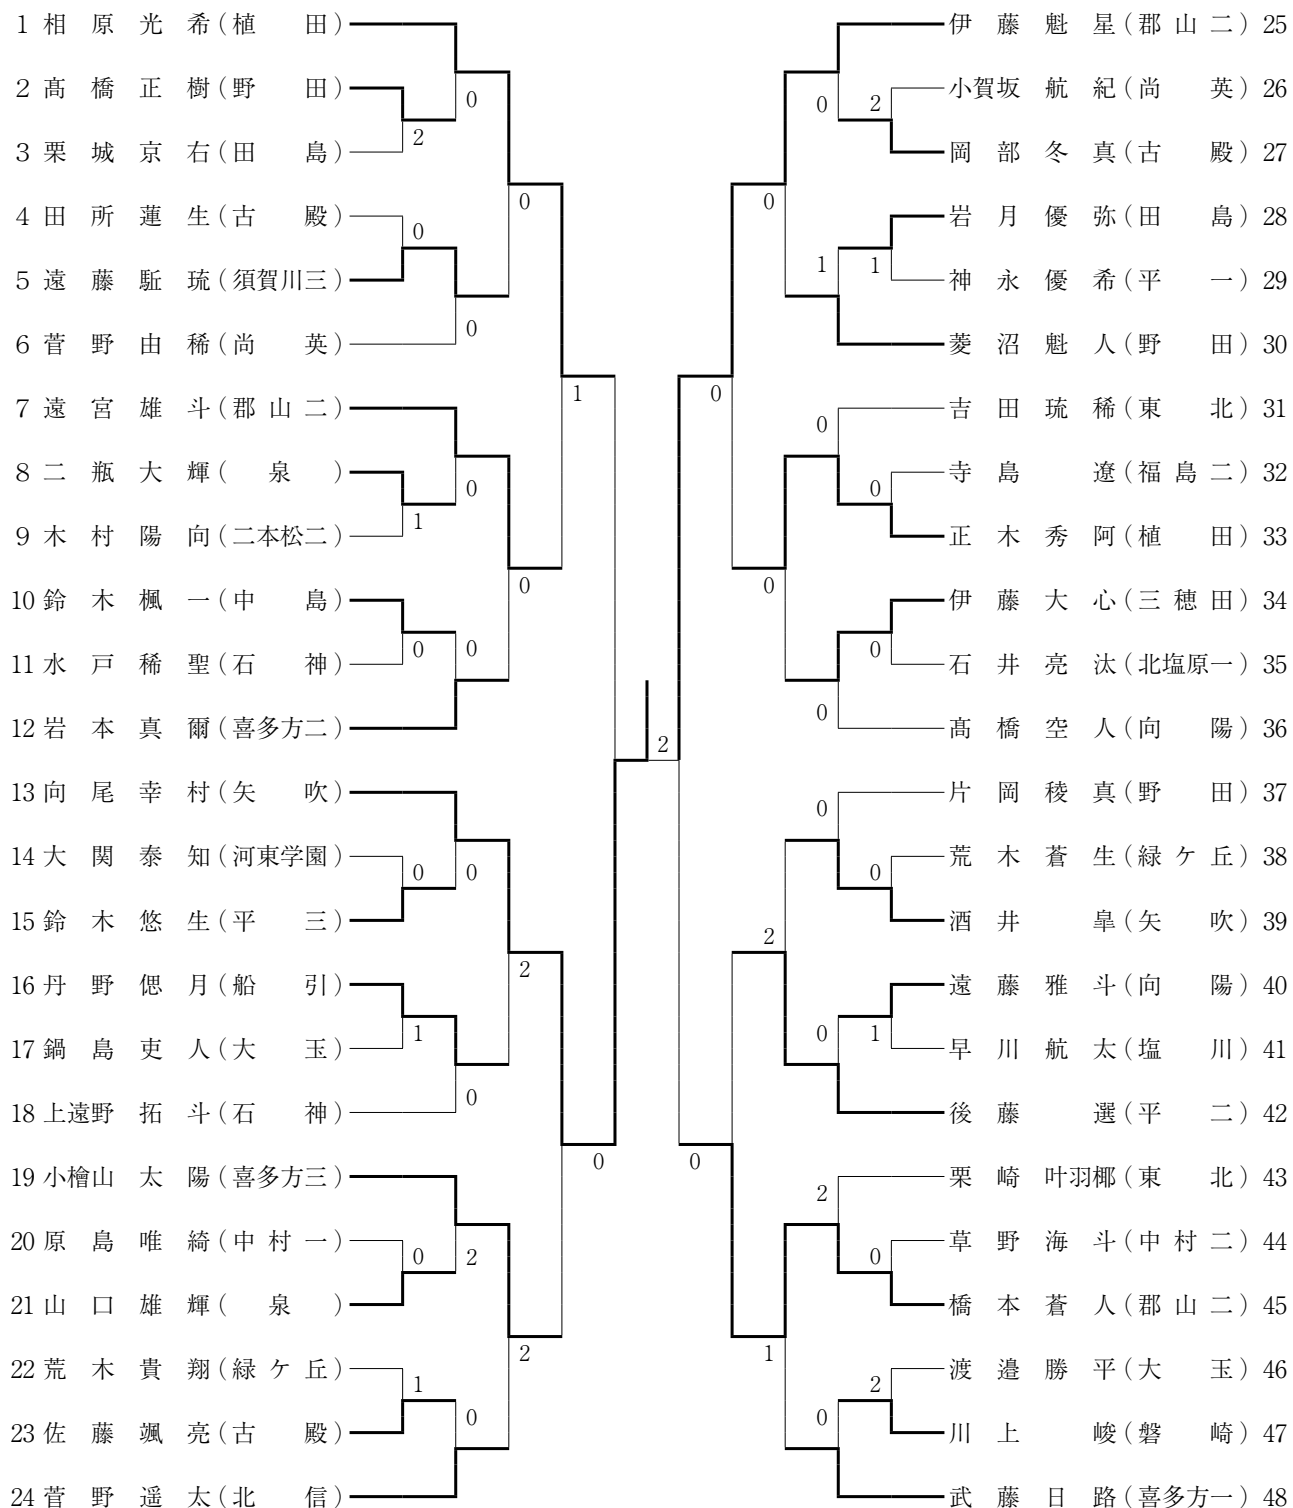 1 相原光希(植田)
2 髙橋正樹(野田)
3 栗城京右(田島)
4 田所蓮生(古殿)
5 遠藤駈琉(須賀川三)
6 菅野由稀(尚英)
7 遠宮雄斗(郡山二)
8 二瓶大輝(泉)
9 木村陽向(二本松二)
10 鈴木楓一(中島)
11 水戸稀聖(石神)
12 岩本真爾(喜多方二)
13 向尾幸村(矢吹)
14 大関泰知(河東学園)
15 鈴木悠生(平三)
16 丹野偲月(船引)
17 鍋島吏人(大玉)
18 上遠野拓斗(石神)
19 小檜山太陽(喜多方三)
20 原島唯綺(中村一)
21 山口雄輝(泉)
22 荒木貴翔(緑ケ丘)
23 佐藤颯亮(古殿)
24 菅野遥太(北信)
0
2
0
0
0
1
0
1
0
0
0
0
0
2
1
0
0
0
2
2
1
0
2
伊藤魁星(郡山二) 25
小賀坂航紀(尚英) 26
岡部冬真(古殿) 27
岩月優弥(田島) 28
神永優希(平一) 29
菱沼魁人(野田) 30
吉田琉稀(東北) 31
寺島遼(福島二) 32
正木秀阿(植田) 33
伊藤大心(三穂田) 34
石井亮汰(北塩原一) 35
髙橋空人(向陽) 36
片岡稜真(野田) 37
荒木蒼生(緑ケ丘) 38
酒井皐(矢吹) 39
遠藤雅斗(向陽) 40
早川航太(塩川) 41
後藤選(平二) 42
栗崎叶羽椰(東北) 43
草野海斗(中村二) 44
橋本蒼人(郡山二) 45
渡邉勝平(大玉) 46
川上峻(磐崎) 47
武藤日路(喜多方一) 48
0
2
0
1
1
0
0
0
0
0
0
0
0
2
0
1
0
2
0
1
2
0